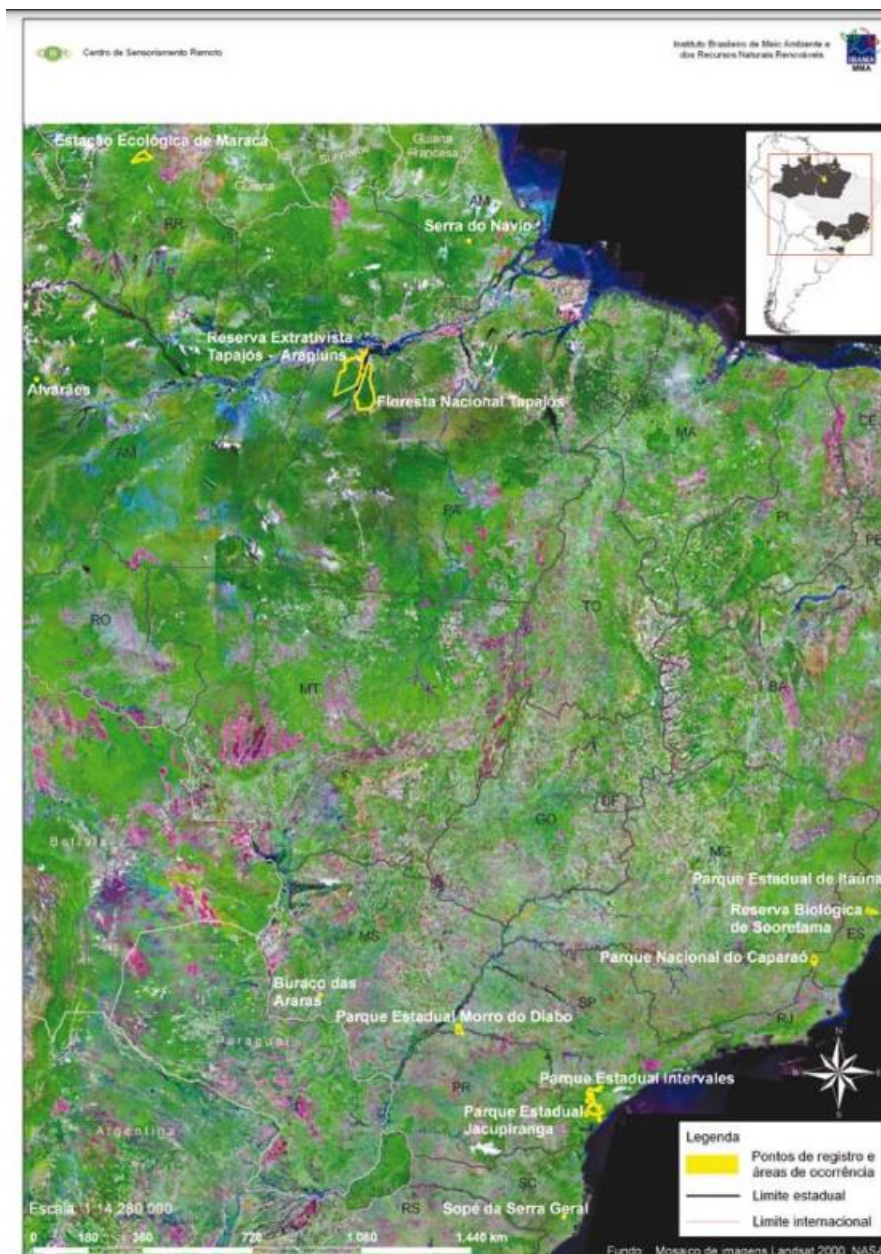 Centro de Sensoriamento Remoto
Instituto Brasileiro de Meio Ambiente e
dos Recursos Naturais Renováveis
IBAMA
MMA
Estação Ecológica de Maracá
Suriname
Guiana
Francesa
Guiana
RR
AM
Serra do Navio
Reserva Extrativista
Tapajós - Arapiuns
Alvarães
Floresta Nacional Tapajós
AM
MA
CE
PA
PI
PE
RO
TO
MT
BA
DF
GO
Bolívia
MG
Parque Estadual de Itaúna
Reserva Biológica
de Sooretama
ES
MS
Parque Nacional do Caparaó
Buraco das
Araras
SP
RJ
Parque Estadual Morro do Diabo
Paraguai
N
Parque Estadual Intervales
PR
Parque Estadual
Jacupiranga
Argentina
Legenda
Pontos de registro e
áreas de ocorrência
Limite estadual
Limite internacional
SC
RS
Sopé da Serra Geral
Escala: 1:14.280.000
0 180 360 720 1.080 1.440 km
Fundo: Mosaico de imagens Landsat 2000, NAS